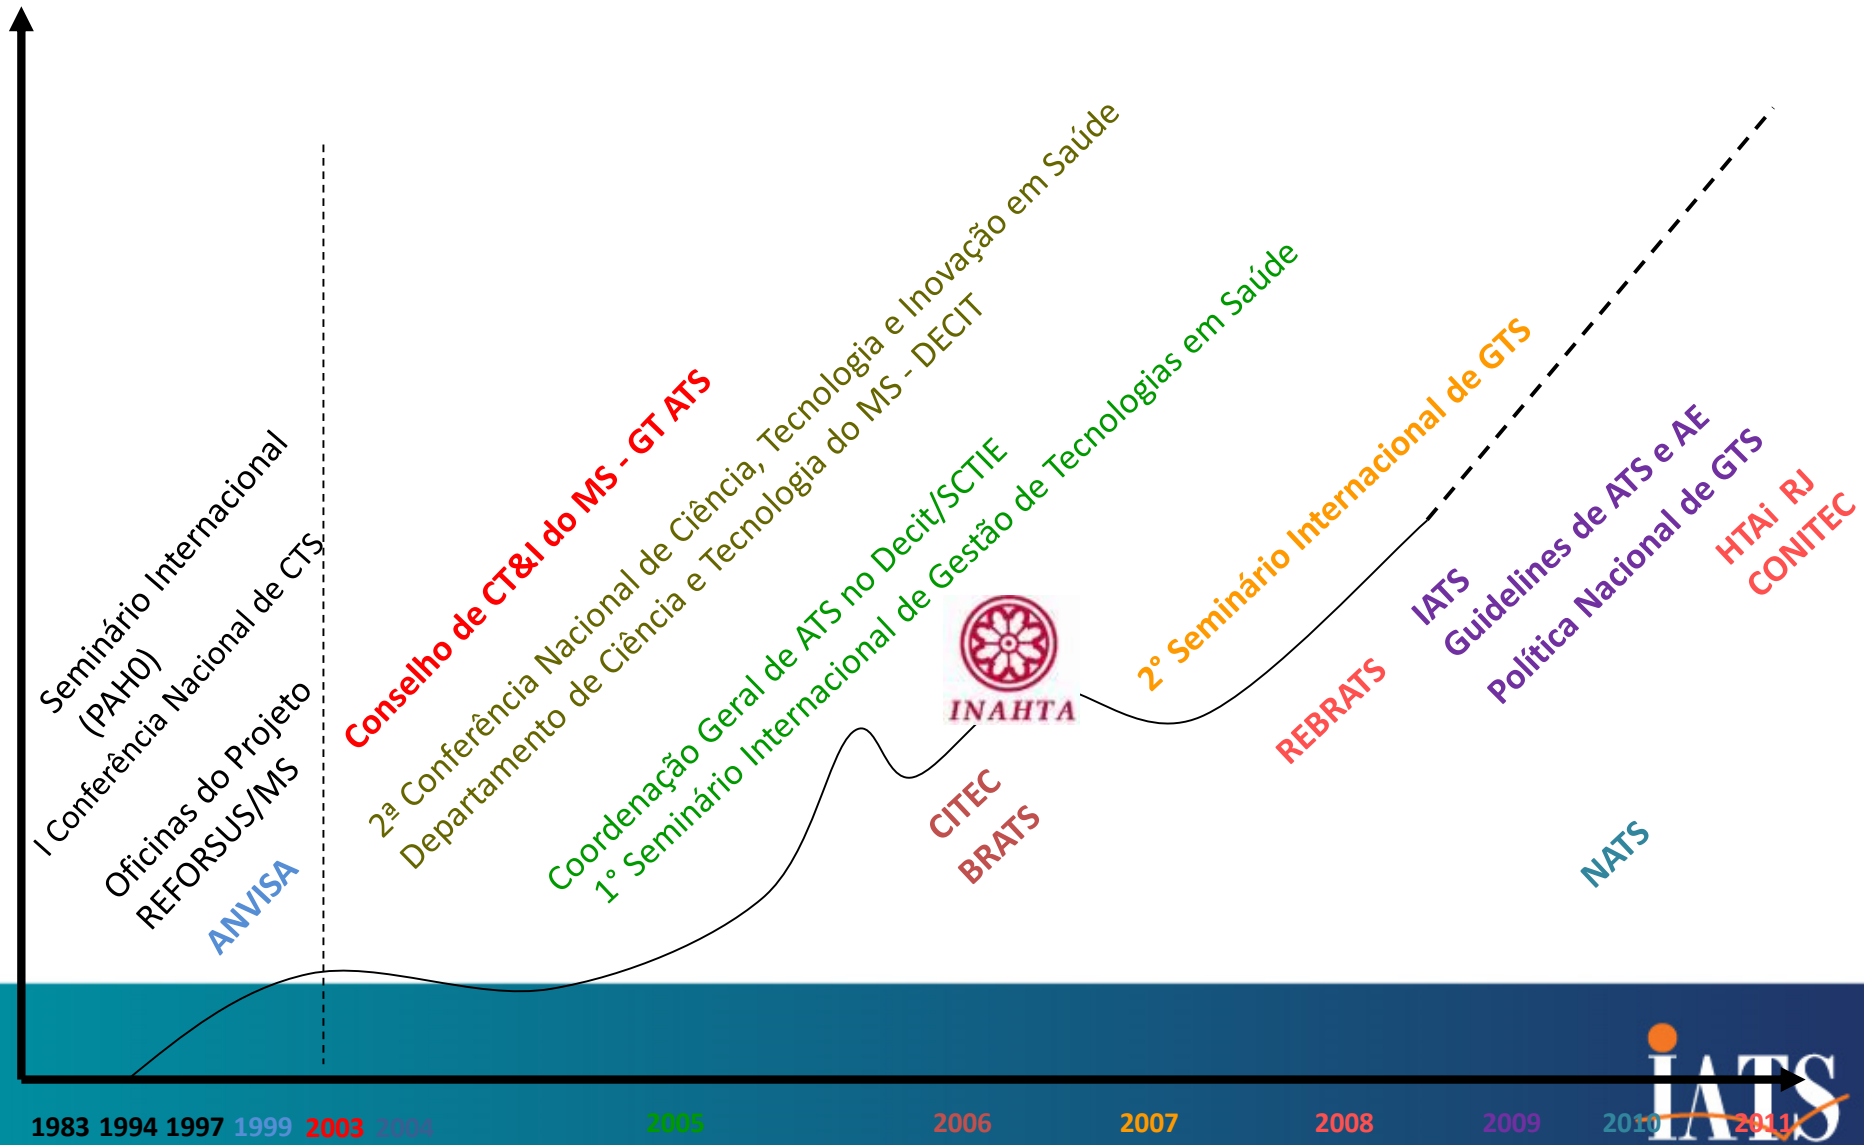 Seminário Internacional
(PAH0)
I Conferência Nacional de CTS
Oficinas do Projeto
REFORSUS/MS
ANVISA
Conselho de CT&I do MS - GT ATS
2ª Conferência Nacional de Ciência, Tecnologia e Inovação em Saúde
Departamento de Ciência e Tecnologia do MS - DECIT
Coordenação Geral de ATS no Decit/SCTIE
1° Seminário Internacional de Gestão de Tecnologias em Saúde
INAHTA
CITEC
BRATS
2° Seminário Internacional de GTS
REBRATS
IATS
Guidelines de ATS e AE
Política Nacional de GTS
NATS
HTAi RJ
CONITEC
1983 1994 1997 1999 2003 2004 2005 2006 2007 2008 2009 2010 2011
IATS